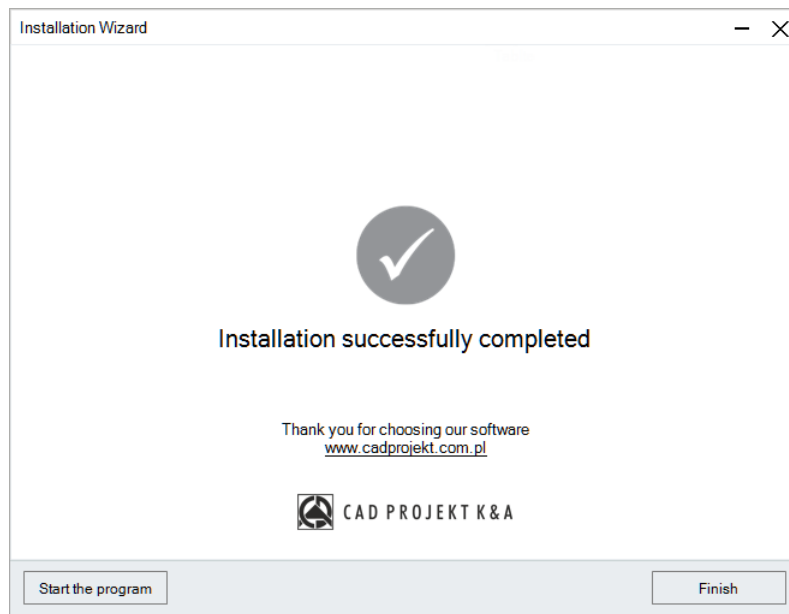 Installation Wizard
Installation successfully completed
Thank you for choosing our software
www.cadprojekt.com.pl
CAD PROJEKT K&A
Start the program
Finish